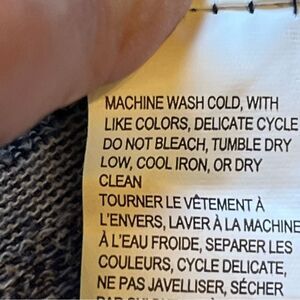 MACHINE WASH COLD, WITH
LIKE COLORS, DELICATE CYCLE
DO NOT BLEACH, TUMBLE DRY
LOW, COOL IRON, OR DRY
CLEAN
TOURNER LE VÊTEMENT À
L'ENVERS, LAVER À LA MACHINE
À L'EAU FROIDE, SEPARER LES
COULEURS, CYCLE DELICATE,
NE PAS JAVELLISER, SÉCHER